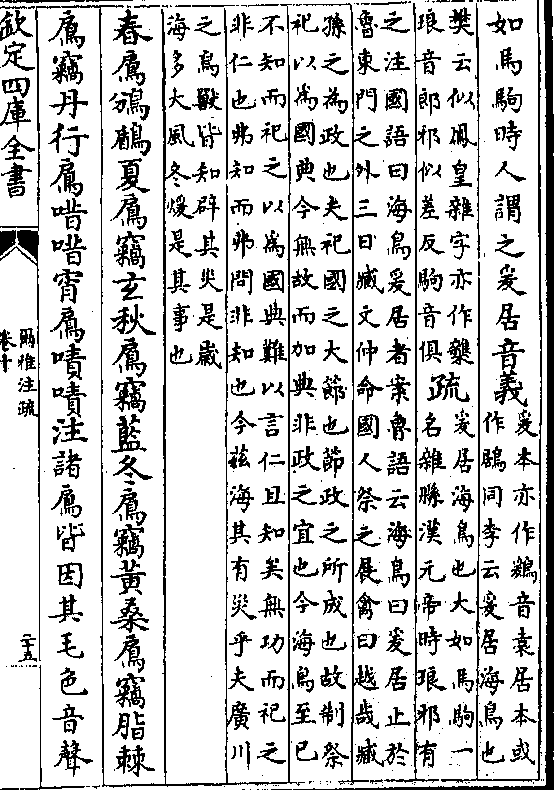 如馬駒時人謂之爰居音義爰本亦作鶢音袁居本或
作鶋同李云爰居海鳥也
樊云似鳳皇雜字亦作
琅音郎邪似差反駒音俱
疏爰居海鳥也大如馬駒一
名雜縣漢元帝時琅邪有
之注國語曰海鳥爰居者案魯語云海鳥曰爰居止於
魯東門之外三日臧文仲命國人祭之展禽曰越哉臧
孫之為政也夫祀國之大節也節政之所成也故制祭
祀以為國典今無故而加典非政之宜也今海鳥至已
不知而祀之以為國典難以言仁且知矣無功而祀之
非仁也弗知而弗問非知也今兹海其有災乎夫廣川
之鳥獸皆知辟其災是歲
海多大風冬煖是其事也
春鳸鳻鶞夏鳸竊玄秋鳸竊藍冬鳸竊黄桑鳸竊脂棘
鳸竊丹行鳸唶唶宵鳸嘖嘖注諸鳸皆因其毛色音聲
欽定四庫全書
爾雅注疏
卷十
二十五